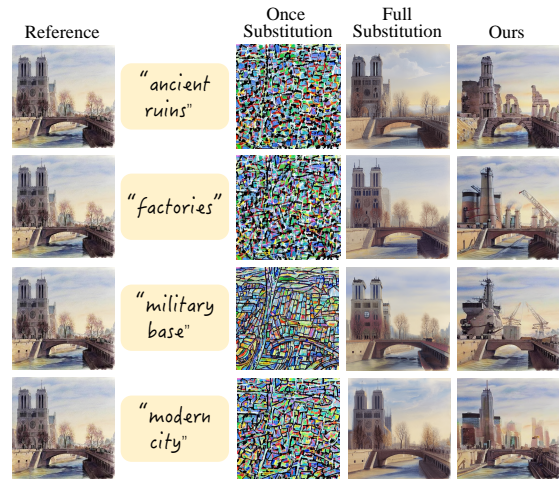 Reference
Once
Substitution
Full
Substitution
Ours
“ancient
ruins”
“factories”
“military
base”
“modern
city”